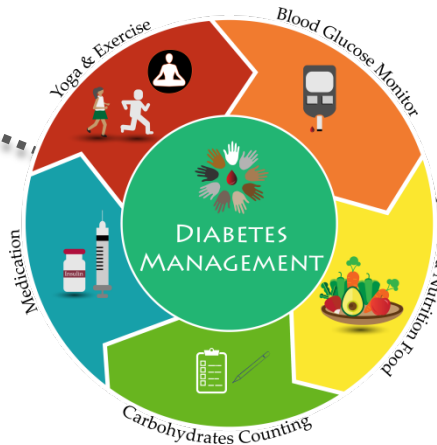 Yoga & Exercise
Blood Glucose Monitor
Nutrition Food
Carbohydrates Counting
Medication
DIABETES
MANAGEMENT
Insulin